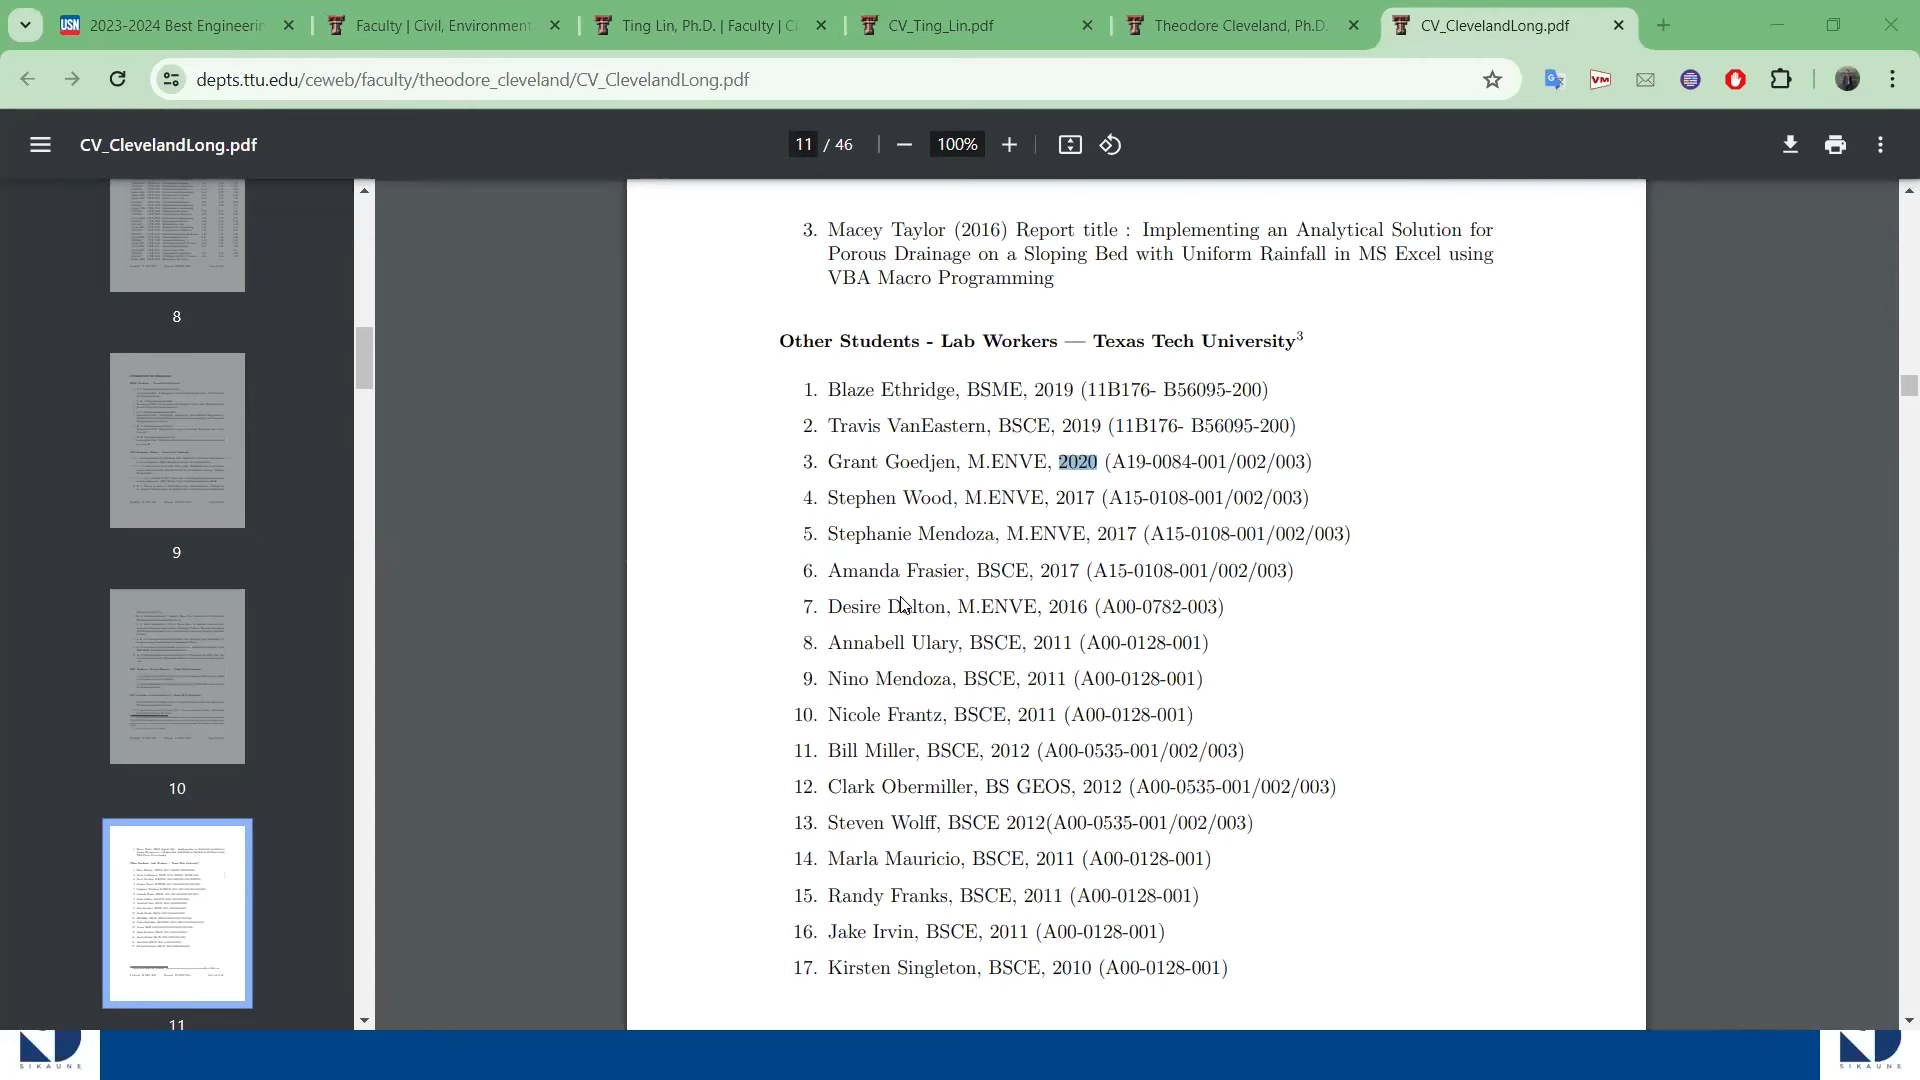 2023-2024 Best Engineerin
Faculty | Civil, Environment
Ting Lin, Ph.D. | Faculty | Ci
CV_Ting_Lin.pdf
Theodore Cleveland, Ph.D.
CV_ClevelandLong.pdf
depts.ttu.edu/ceweb/faculty/theodore_cleveland/CV_ClevelandLong.pdf
CV_ClevelandLong.pdf
11 / 46
100%
8
9
10
11
3. Macey Taylor (2016) Report title : Implementing an Analytical Solution for
Porous Drainage on a Sloping Bed with Uniform Rainfall in MS Excel using
VBA Macro Programming
Other Students - Lab Workers — Texas Tech University3
1. Blaze Ethridge, BSME, 2019 (11B176- B56095-200)
2. Travis VanEastern, BSCE, 2019 (11B176- B56095-200)
3. Grant Goedjen, M.ENVE, 2020 (A19-0084-001/002/003)
4. Stephen Wood, M.ENVE, 2017 (A15-0108-001/002/003)
5. Stephanie Mendoza, M.ENVE, 2017 (A15-0108-001/002/003)
6. Amanda Frasier, BSCE, 2017 (A15-0108-001/002/003)
7. Desire Dalton, M.ENVE, 2016 (A00-0782-003)
8. Annabell Ulary, BSCE, 2011 (A00-0128-001)
9. Nino Mendoza, BSCE, 2011 (A00-0128-001)
10. Nicole Frantz, BSCE, 2011 (A00-0128-001)
11. Bill Miller, BSCE, 2012 (A00-0535-001/002/003)
12. Clark Obermiller, BS GEOS, 2012 (A00-0535-001/002/003)
13. Steven Wolff, BSCE 2012(A00-0535-001/002/003)
14. Marla Mauricio, BSCE, 2011 (A00-0128-001)
15. Randy Franks, BSCE, 2011 (A00-0128-001)
16. Jake Irvin, BSCE, 2011 (A00-0128-001)
17. Kirsten Singleton, BSCE, 2010 (A00-0128-001)
SIKAUNE
SIKAUNE